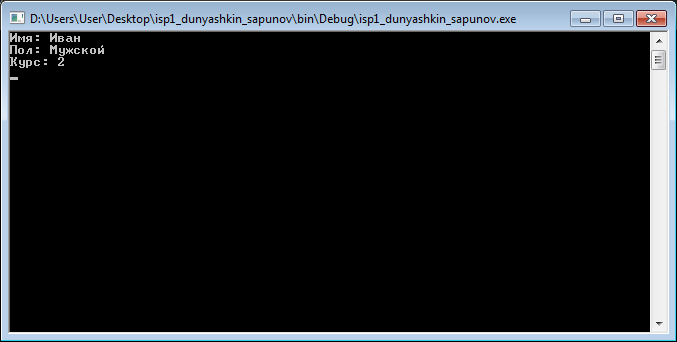 D:\Users\User\Desktop\isp1_dunyashkin_sapunov\bin\Debug\isp1_dunyashkin_sapunov.exe
Имя: Иван
Пол: Мужской
Курс: 2